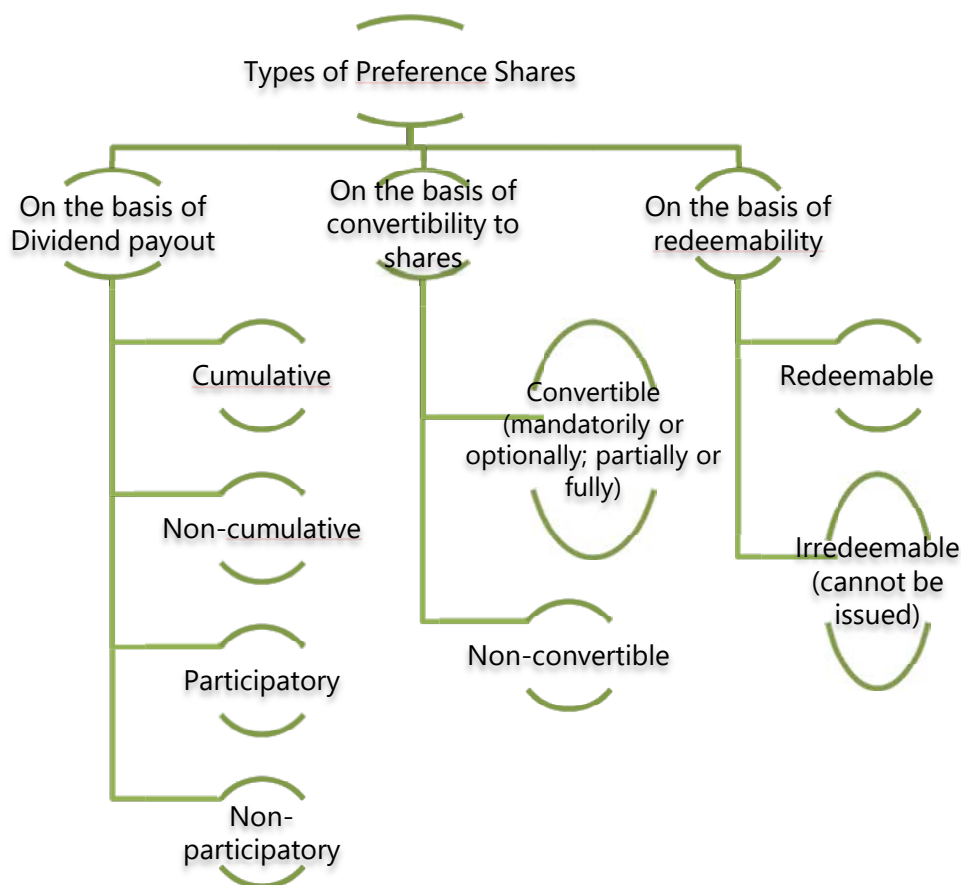 Types of Preference Shares
On the basis of
Dividend payout
On the basis of
convertibility to
shares
On the basis of
redeemability
Cumulative
Non-cumulative
Participatory
Non-
participatory
Convertible
(mandatorily or
optionally; partially or
fully)
Non-convertible
Redeemable
Irredeemable
(cannot be
issued)